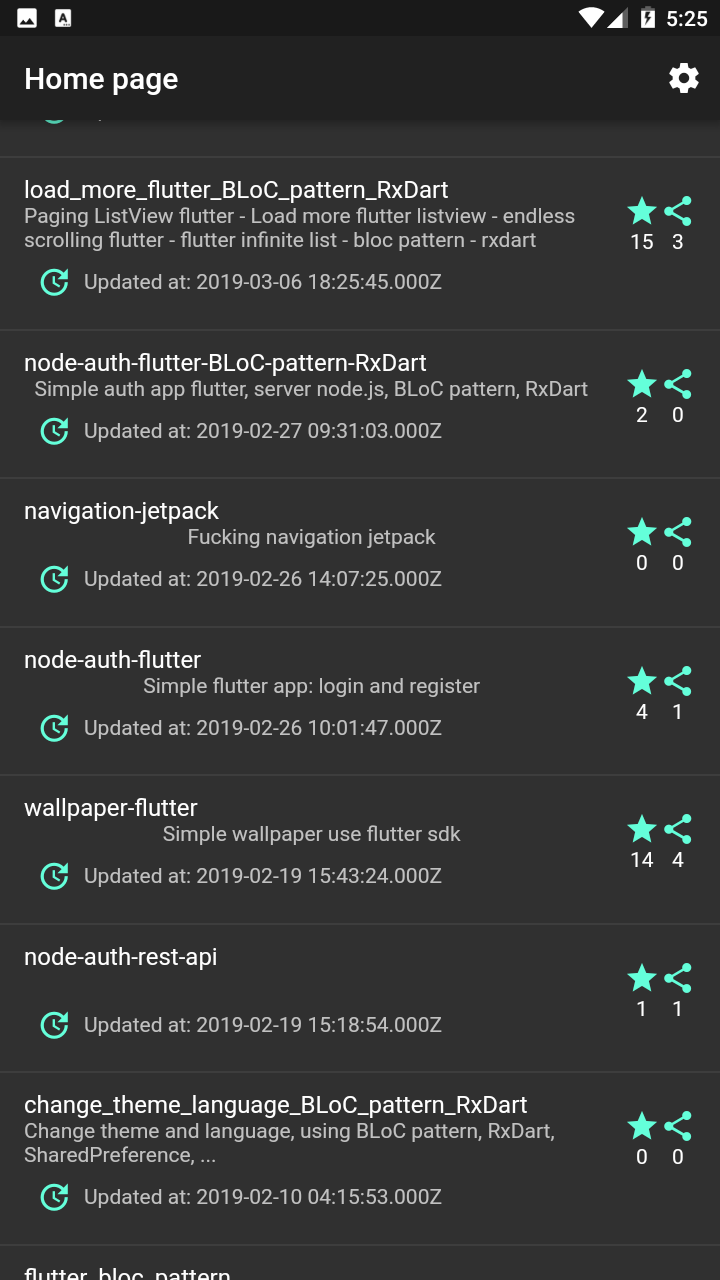 5:25
Home page
load_more_flutter_BLoC_pattern_RxDart
Paging ListView flutter - Load more flutter listview - endless
scrolling flutter - flutter infinite list - bloc pattern - rxdart
15 3
Updated at: 2019-03-06 18:25:45.000Z
node-auth-flutter-BLoC-pattern-RxDart
Simple auth app flutter, server node.js, BLoC pattern, RxDart
2 0
Updated at: 2019-02-27 09:31:03.000Z
navigation-jetpack
Fucking navigation jetpack
0 0
Updated at: 2019-02-26 14:07:25.000Z
node-auth-flutter
Simple flutter app: login and register
4 1
Updated at: 2019-02-26 10:01:47.000Z
wallpaper-flutter
Simple wallpaper use flutter sdk
14 4
Updated at: 2019-02-19 15:43:24.000Z
node-auth-rest-api
1 1
Updated at: 2019-02-19 15:18:54.000Z
change_theme_language_BLoC_pattern_RxDart
Change theme and language, using BLoC pattern, RxDart,
SharedPreference, ...
0 0
Updated at: 2019-02-10 04:15:53.000Z
flutter_bloc_pattern